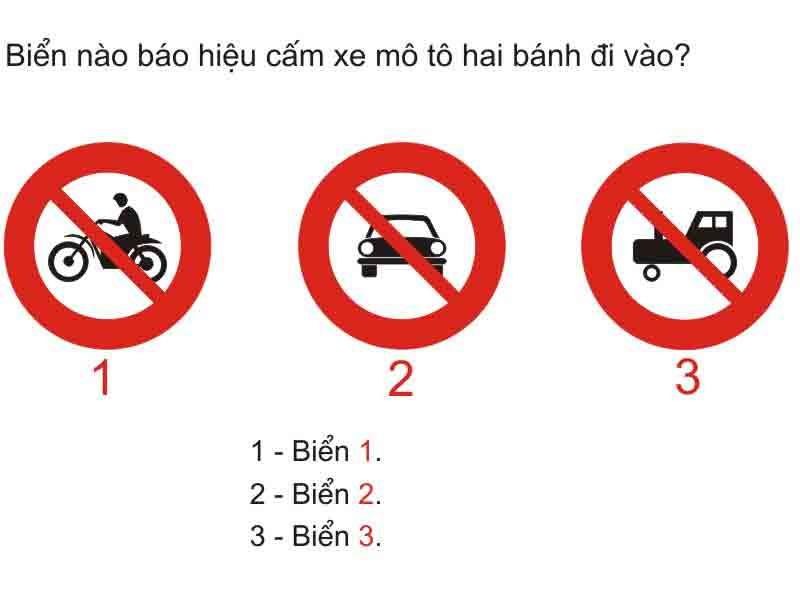 Biển nào báo hiệu cấm xe mô tô hai bánh đi vào?
1 2 3
1 - Biển 1.
2 - Biển 2.
3 - Biển 3.